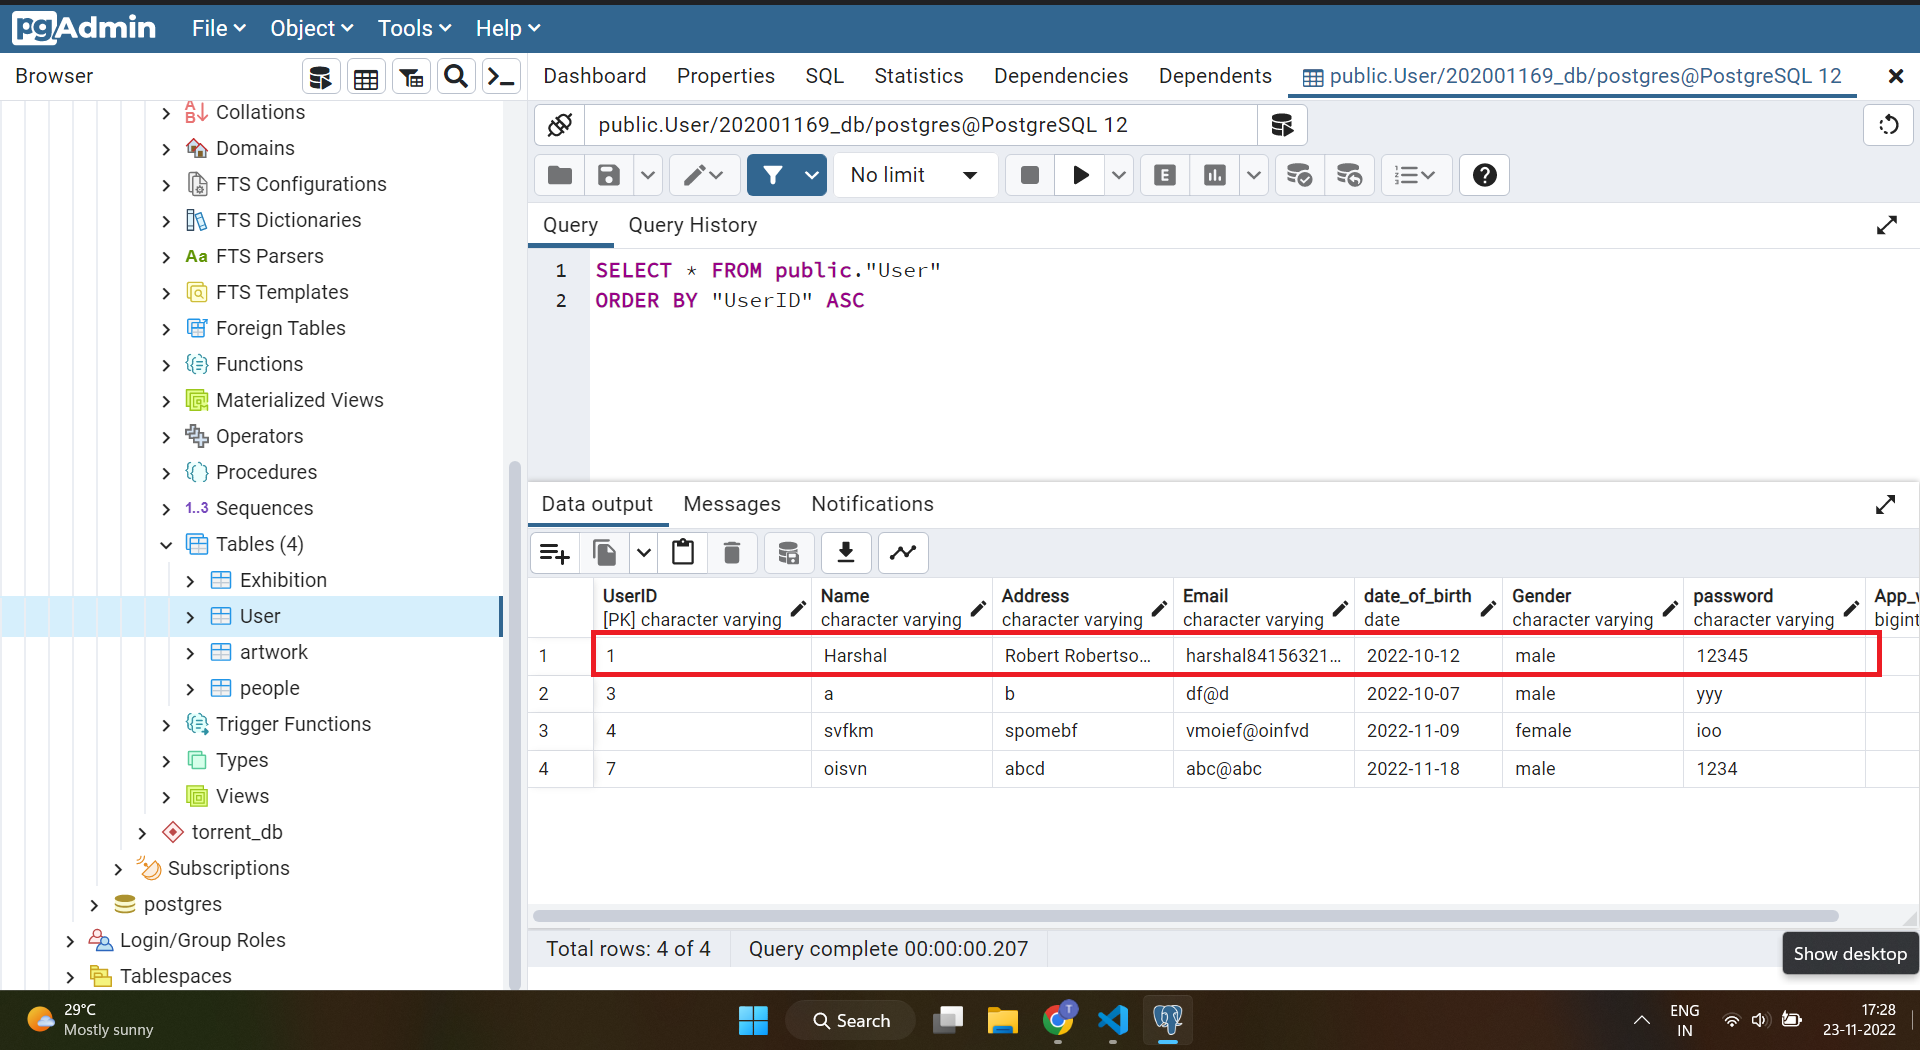 pgAdmin File Object Tools Help
Browser
Dashboard Properties SQL Statistics Dependencies Dependents public.User/202001169_db/postgres@PostgreSQL 12
Collations
Domains
FTS Configurations
FTS Dictionaries
Aa FTS Parsers
FTS Templates
Foreign Tables
Functions
Materialized Views
Operators
Procedures
1..3 Sequences
Tables (4)
Exhibition
User
artwork
people
Trigger Functions
Types
Views
torrent_db
Subscriptions
postgres
Login/Group Roles
Tablespaces
public.User/202001169_db/postgres@PostgreSQL 12
No limit E
Query Query History
1 SELECT * FROM public."User"
2 ORDER BY "UserID" ASC
Data output Messages Notifications
UserID Name Address Email date_of_birth Gender password App_v
[PK] character varying character varying character varying character varying date character varying character varying bigint
1 1 Harshal Robert Robertso... harshal84156321... 2022-10-12 male 12345
2 3 a b df@d 2022-10-07 male yyy
3 4 svfkm spomebf vmoief@oinfvd 2022-11-09 female ioo
4 7 oisvn abcd abc@abc 2022-11-18 male 1234
Total rows: 4 of 4 Query complete 00:00:00.207
Show desktop
29°C
Mostly sunny
Search
T
ENG
IN
17:28
23-11-2022